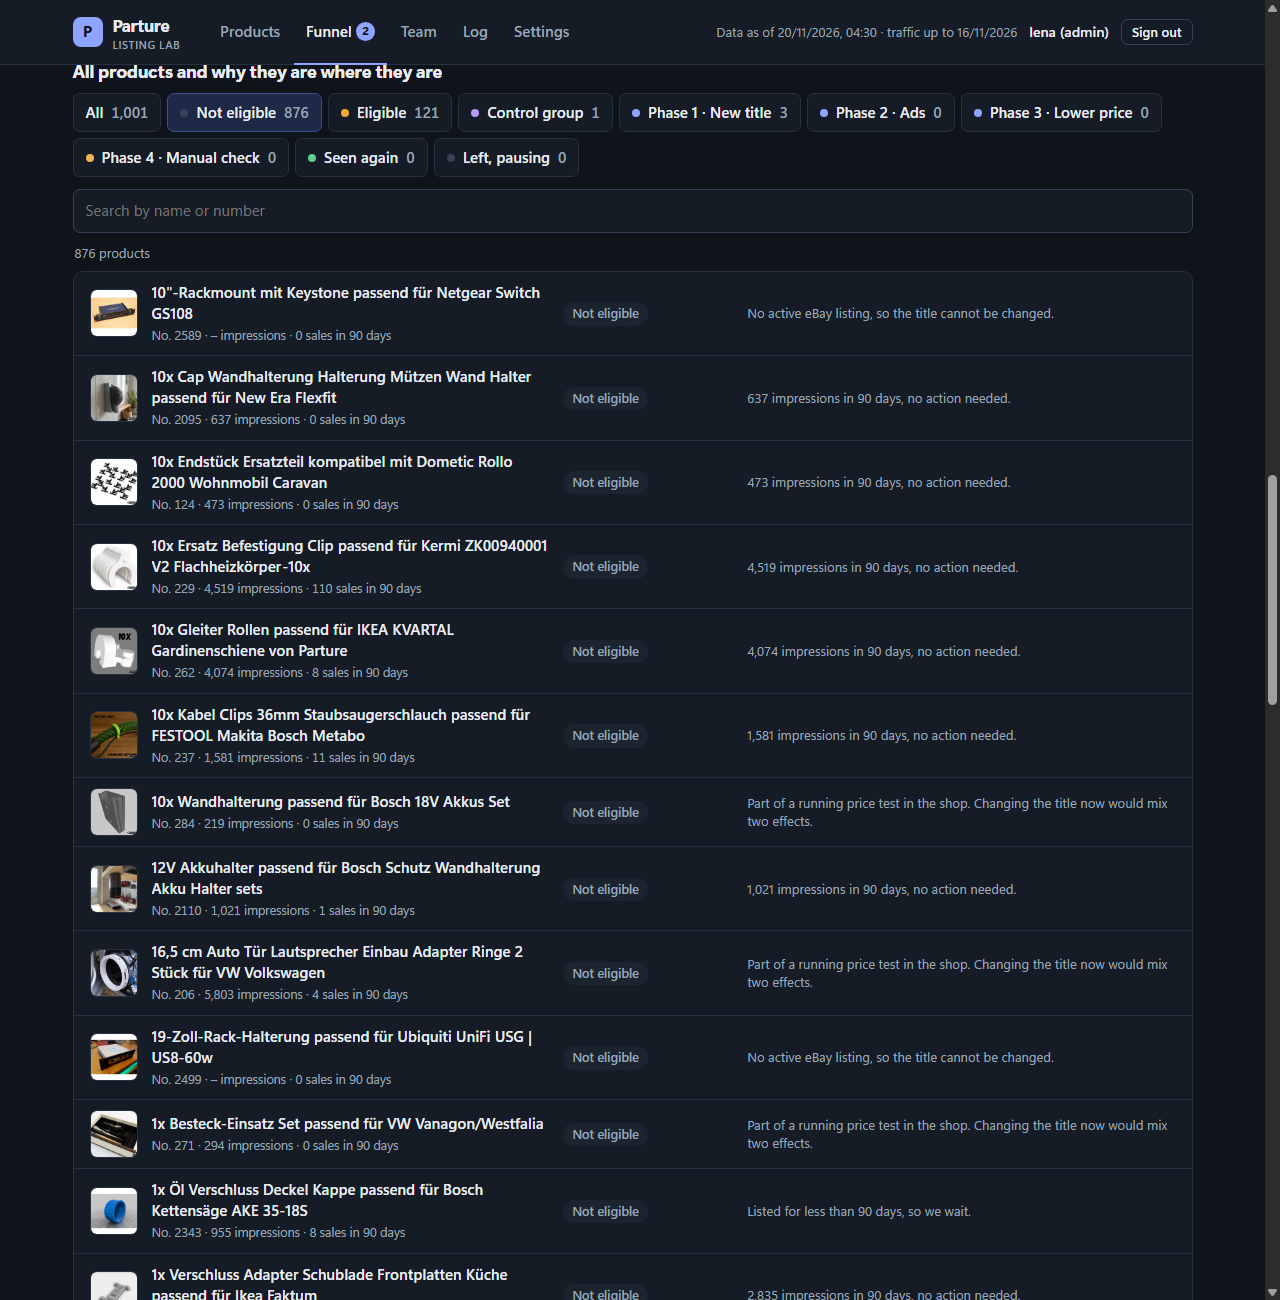 P
Parture
LISTING LAB
Products
Funnel 2
Team
Log
Settings
Data as of 20/11/2026, 04:30 · traffic up to 16/11/2026
lena (admin)
Sign out
All products and why they are where they are
All 1,001
Not eligible 876
Eligible 121
Control group 1
Phase 1 · New title 3
Phase 2 · Ads 0
Phase 3 · Lower price 0
Phase 4 · Manual check 0
Seen again 0
Left, pausing 0
Search by name or number
876 products
10"-Rackmount mit Keystone passend für Netgear Switch
GS108
No. 2589 · – impressions · 0 sales in 90 days
Not eligible
No active eBay listing, so the title cannot be changed.
10x Cap Wandhalterung Halterung Mützen Wand Halter
passend für New Era Flexfit
No. 2095 · 637 impressions · 0 sales in 90 days
Not eligible
637 impressions in 90 days, no action needed.
10x Endstück Ersatzteil kompatibel mit Dometic Rollo
2000 Wohnmobil Caravan
No. 124 · 473 impressions · 0 sales in 90 days
Not eligible
473 impressions in 90 days, no action needed.
10x Ersatz Befestigung Clip passend für Kermi ZK00940001
V2 Flachheizkörper-10x
No. 229 · 4,519 impressions · 110 sales in 90 days
Not eligible
4,519 impressions in 90 days, no action needed.
10X
10x Gleiter Rollen passend für IKEA KVARTAL
Gardinenschiene von Parture
No. 262 · 4,074 impressions · 8 sales in 90 days
Not eligible
4,074 impressions in 90 days, no action needed.
10x Kabel Clips 36mm Staubsaugerschlauch passend für
FESTOOL Makita Bosch Metabo
No. 237 · 1,581 impressions · 11 sales in 90 days
Not eligible
1,581 impressions in 90 days, no action needed.
10x Wandhalterung passend für Bosch 18V Akkus Set
No. 284 · 219 impressions · 0 sales in 90 days
Not eligible
Part of a running price test in the shop. Changing the title now would mix
two effects.
12V Akkuhalter passend für Bosch Schutz Wandhalterung
Akku Halter sets
No. 2110 · 1,021 impressions · 1 sales in 90 days
Not eligible
1,021 impressions in 90 days, no action needed.
16,5 cm Auto Tür Lautsprecher Einbau Adapter Ringe 2
Stück für VW Volkswagen
No. 206 · 5,803 impressions · 4 sales in 90 days
Not eligible
Part of a running price test in the shop. Changing the title now would mix
two effects.
19-Zoll-Rack-Halterung passend für Ubiquiti UniFi USG |
US8-60w
No. 2499 · – impressions · 0 sales in 90 days
Not eligible
No active eBay listing, so the title cannot be changed.
1x Besteck-Einsatz Set passend für VW Vanagon/Westfalia
No. 271 · 294 impressions · 0 sales in 90 days
Not eligible
Part of a running price test in the shop. Changing the title now would mix
two effects.
1x Öl Verschluss Deckel Kappe passend für Bosch
Kettensäge AKE 35-18S
No. 2343 · 955 impressions · 8 sales in 90 days
Not eligible
Listed for less than 90 days, so we wait.
1x Verschluss Adapter Schublade Frontplatten Küche
passend für Ikea Faktum
Not eligible
2,835 impressions in 90 days, no action needed.